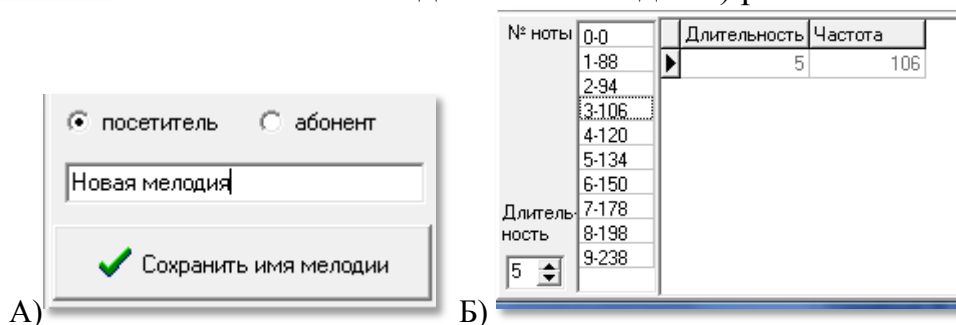 № ноты
0-0
1-88
2-94
3-106
4-120
5-134
6-150
7-178
8-198
9-238
Длитель-
ность
5
Длительность Частота
5 106
посетитель абонент
Новая мелодия
Сохранить имя мелодии
А) Б)